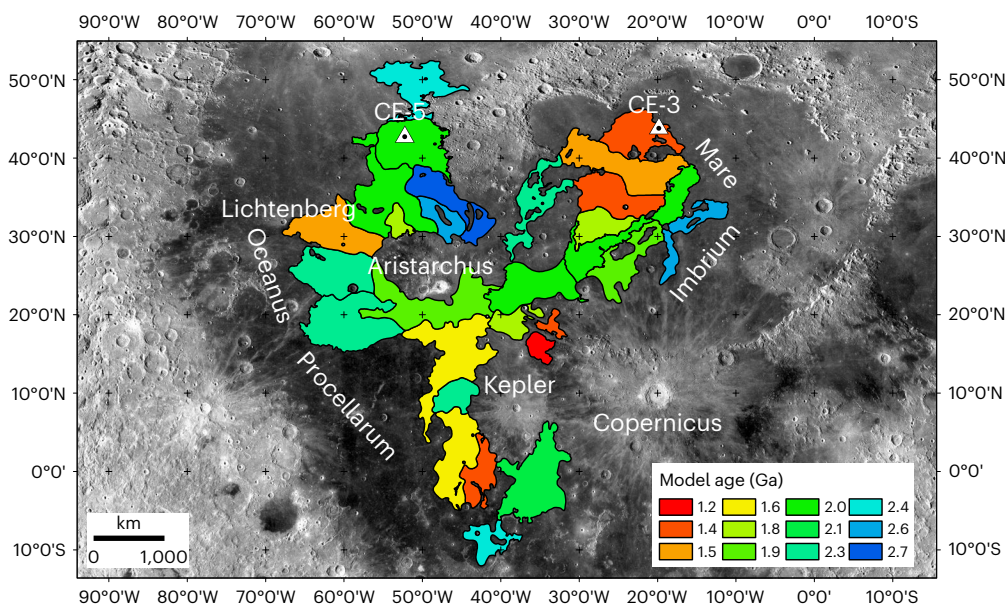 90°0'W 80°0'W 70°0'W 60°0'W 50°0'W 40°0'W 30°0'W 20°0'W 10°0'W 0°0' 10°0'S
50°0'N 50°0'N
CE-5 CE-3
40°0'N 40°0'N
Mare
Lichtenberg
30°0'N 30°0'N
Oceanus Aristarchus Imbrium
20°0'N 20°0'N
Procellarum
10°0'N Kepler 10°0'N
Copernicus
0°0' 0°0'
Model age (Ga)
1.2 1.6 2.0 2.4
1.4 1.8 2.1 2.6
1.5 1.9 2.3 2.7
km
0 1,000
10°0'S 10°0'S
90°0'W 80°0'W 70°0'W 60°0'W 50°0'W 40°0'W 30°0'W 20°0'W 10°0'W 0°0' 10°0'S